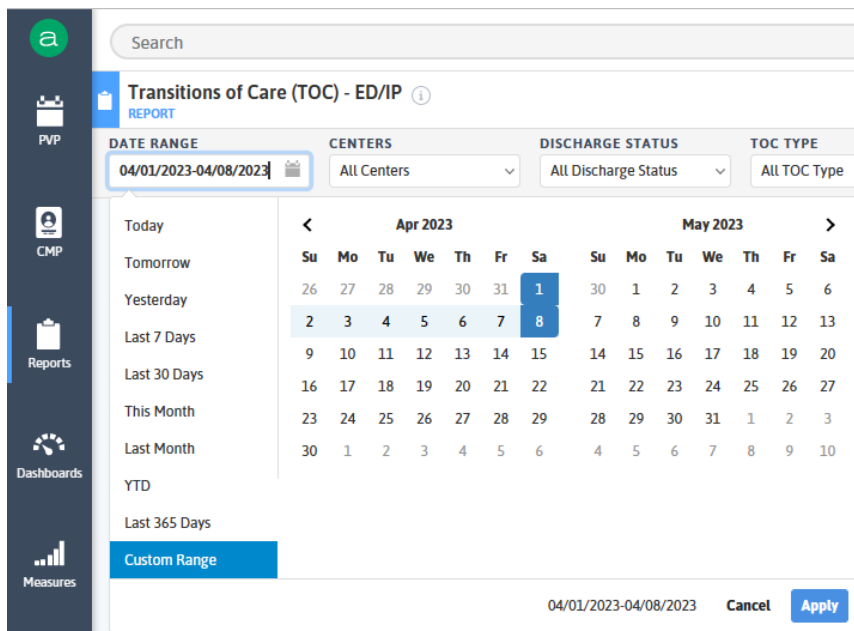 a
Search
Transitions of Care (TOC) - ED/IP i
REPORT
PVP
CMP
Reports
Dashboards
Measures
DATE RANGE CENTERS DISCHARGE STATUS TOC TYPE
04/01/2023-04/08/2023 All Centers All Discharge Status All TOC Type
Today
Tomorrow
Yesterday
Last 7 Days
Last 30 Days
This Month
Last Month
YTD
Last 365 Days
Custom Range
Apr 2023
Su Mo Tu We Th Fr Sa
26 27 28 29 30 31 1
2 3 4 5 6 7 8
9 10 11 12 13 14 15
16 17 18 19 20 21 22
23 24 25 26 27 28 29
30 1 2 3 4 5 6
May 2023
Su Mo Tu We Th Fr Sa
30 1 2 3 4 5 6
7 8 9 10 11 12 13
14 15 16 17 18 19 20
21 22 23 24 25 26 27
28 29 30 31 1 2 3
4 5 6 7 8 9 10
04/01/2023-04/08/2023 Cancel Apply